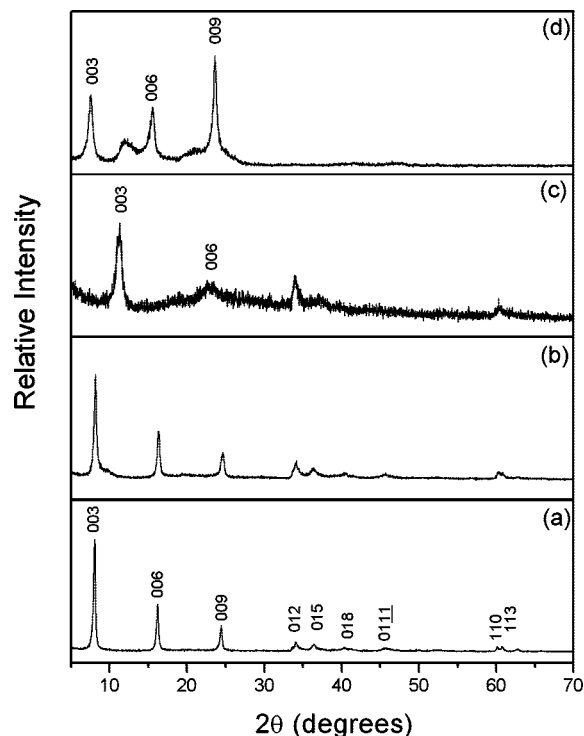 (d)
003
006
009
(c)
003
006
(b)
(a)
003
006
009
012
015
018
0111
110
113
10 20 30 40 50 60 70
2θ (degrees)
Relative Intensity